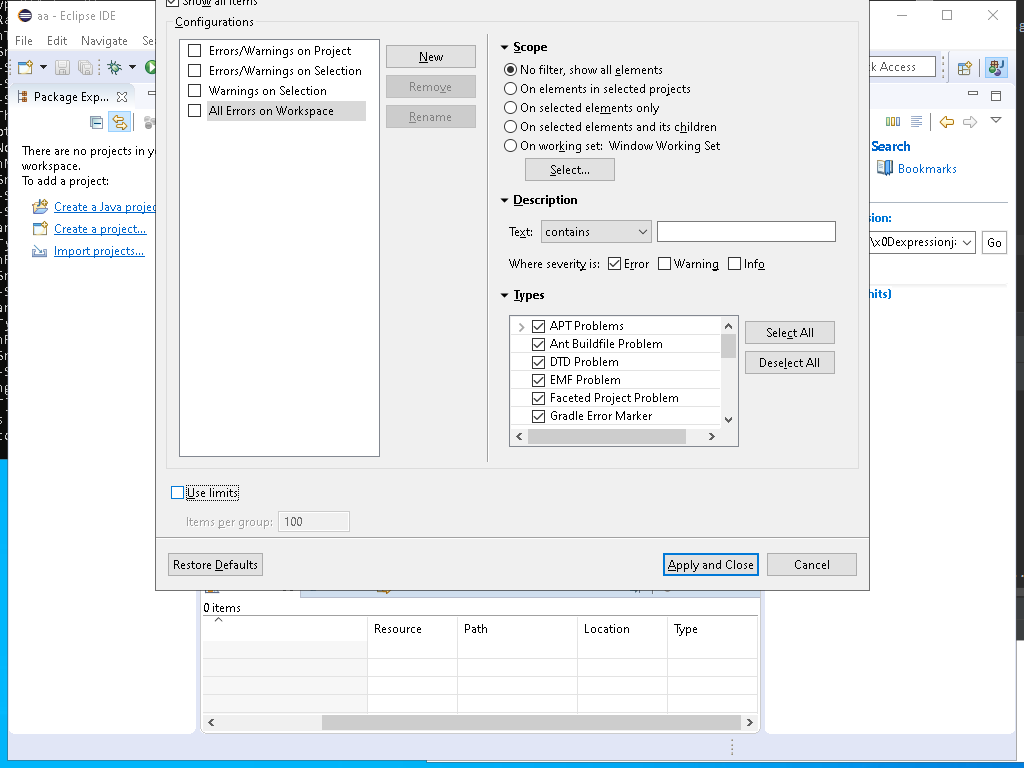 aa - Eclipse IDE
Show all items
File Edit Navigate
Configurations
Errors/Warnings on Project
Errors/Warnings on Selection
Warnings on Selection
All Errors on Workspace
New
Remove
Rename
Scope
No filter, show all elements
On elements in selected projects
On selected elements only
On selected elements and its children
On working set: Window Working Set
Select...
Description
Text: contains
Where severity is: Error Warning Info
Types
APT Problems
Ant Buildfile Problem
DTD Problem
EMF Problem
Faceted Project Problem
Gradle Error Marker
Select All
Deselect All
Use limits
Items per group: 100
Restore Defaults
Apply and Close
Cancel
Package Exp...
There are no projects in
workspace.
To add a project:
Create a Java
Create a project...
Import projects...
Access
Search
Bookmarks
\x0Dexpression
Go
0 items
Resource Path Location Type